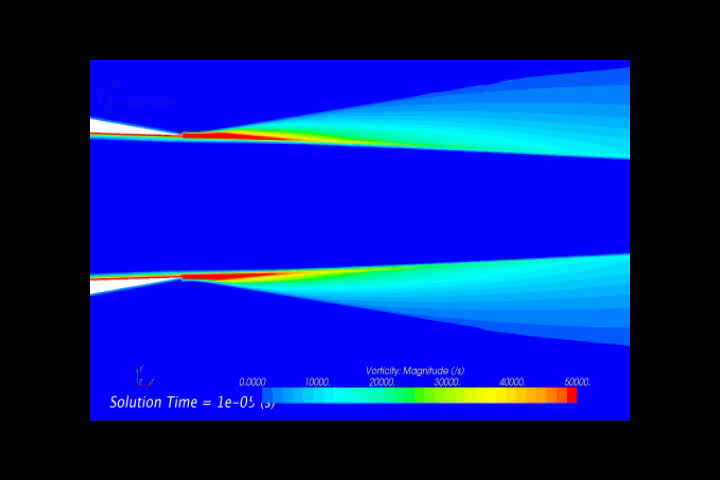 Vorticity: Magnitude (/s)
0.0000 10000. 20000. 30000. 40000. 50000.
Solution Time = 1e-05 (s)